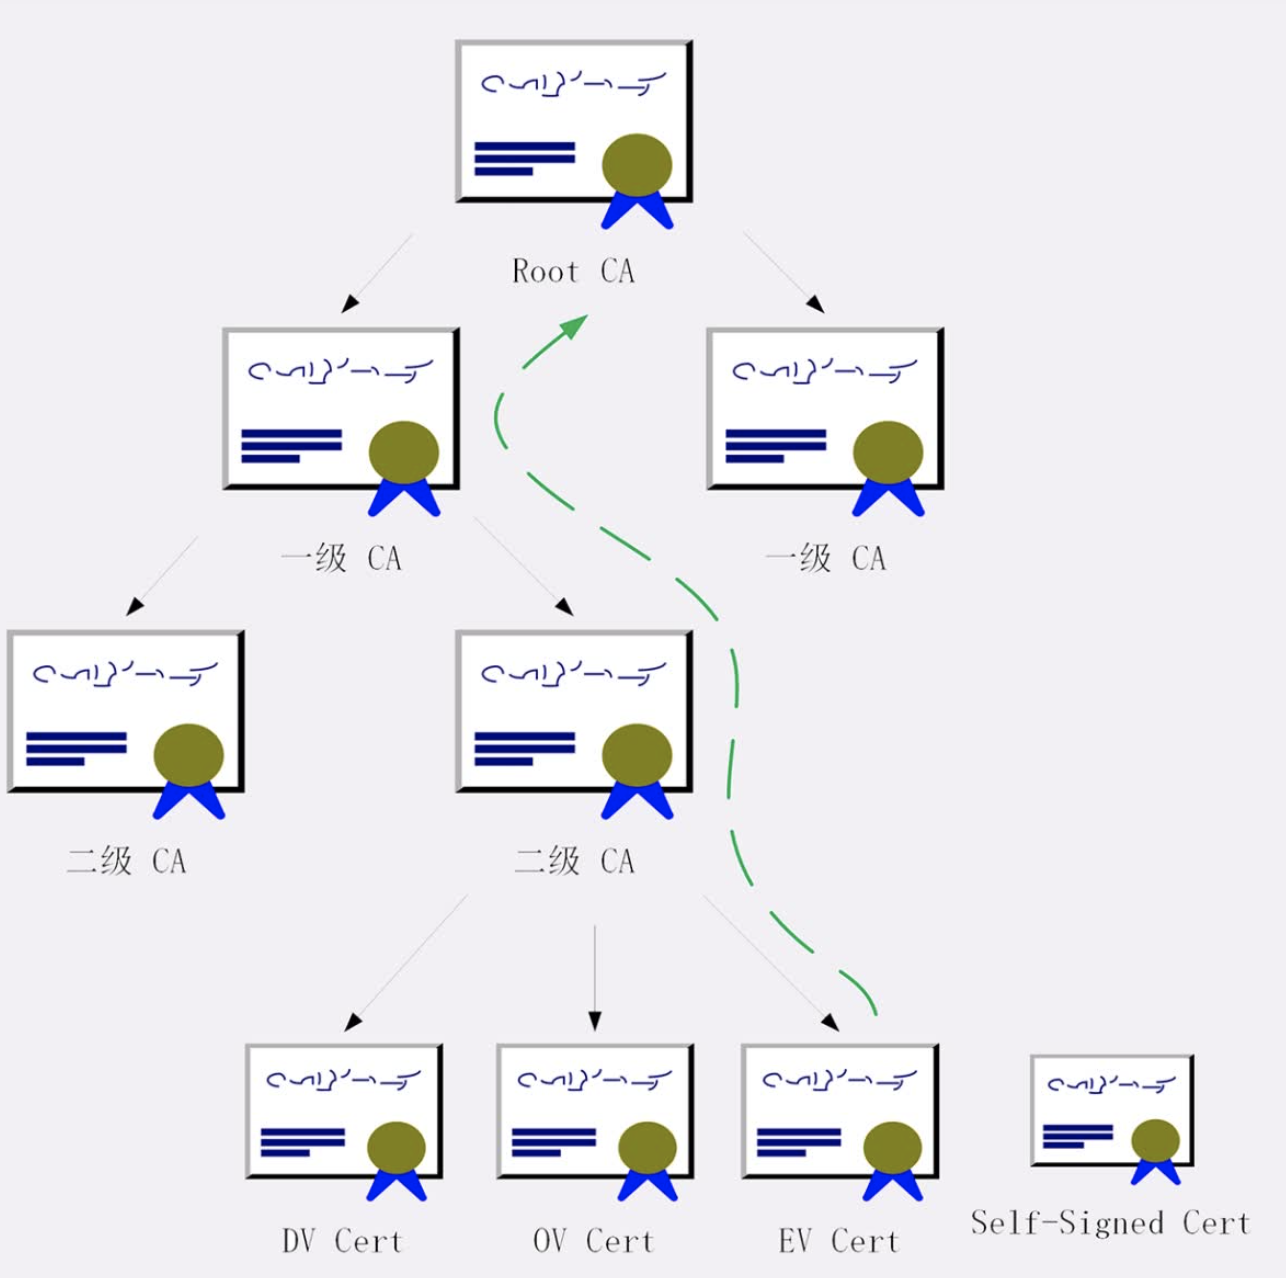 Root CA
一级 CA
一级 CA
二级 CA
二级 CA
DV Cert
OV Cert
EV Cert
Self-Signed Cert